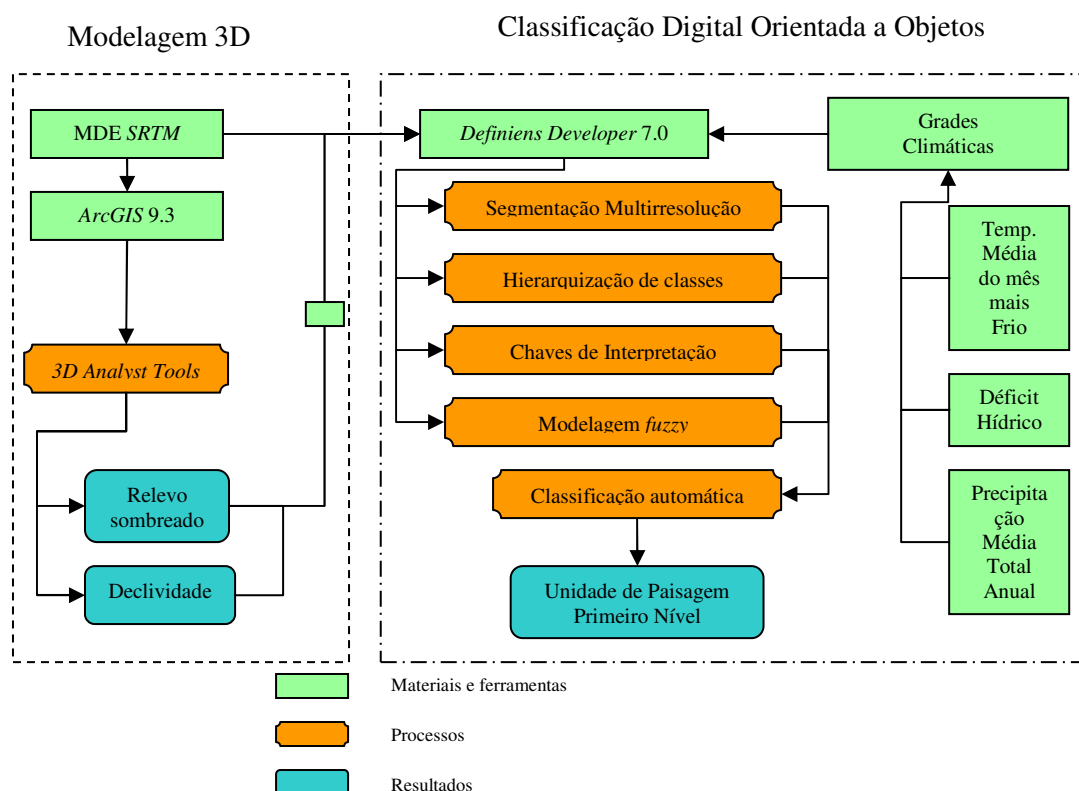 Modelagem 3D
Classificação Digital Orientada a Objetos
MDE SRTM
ArcGIS 9.3
3D Analyst Tools
Relevo
sombreado
Declividade
Definiens Developer 7.0
Segmentação Multirresolução
Hierarquização de classes
Chaves de Interpretação
Modelagem fuzzy
Classificação automática
Unidade de Paisagem
Primeiro Nível
Grades
Climáticas
Temp.
Média
do mês
mais
Frio
Déficit
Hídrico
Precipita
ção
Média
Total
Anual
Materiais e ferramentas
Processos
Resultados